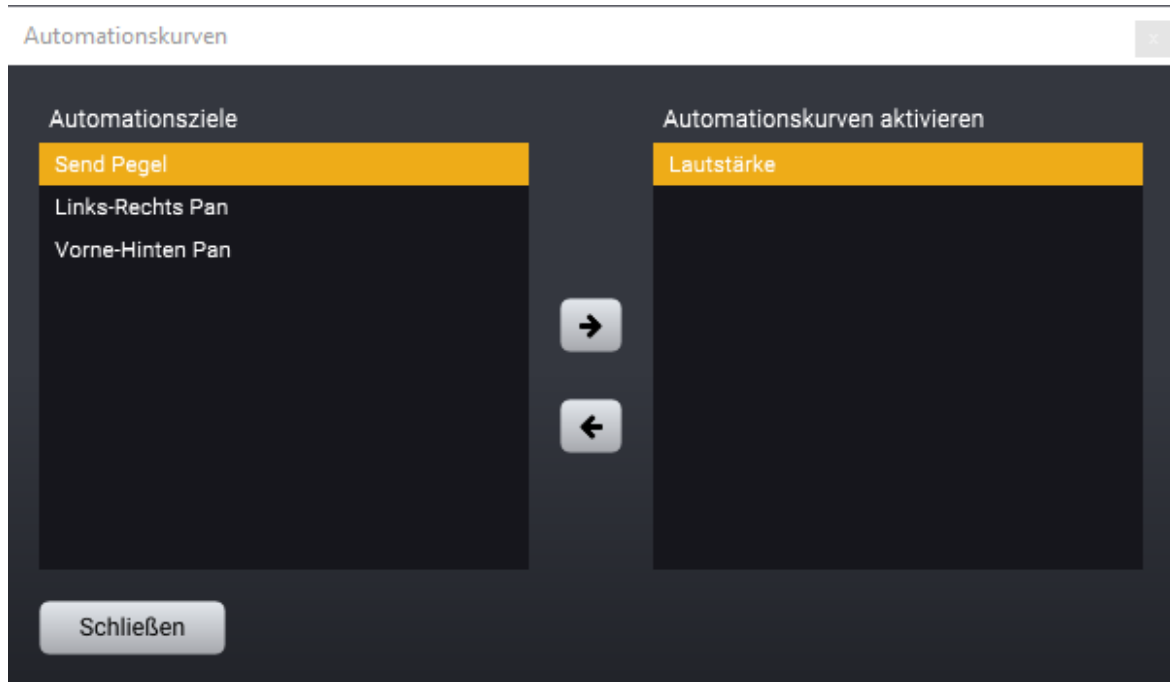 Automationskurven
x
Automationsziele
Send Pegel
Links-Rechts Pan
Vorne-Hinten Pan
Automationskurven aktivieren
Lautstärke
Schließen